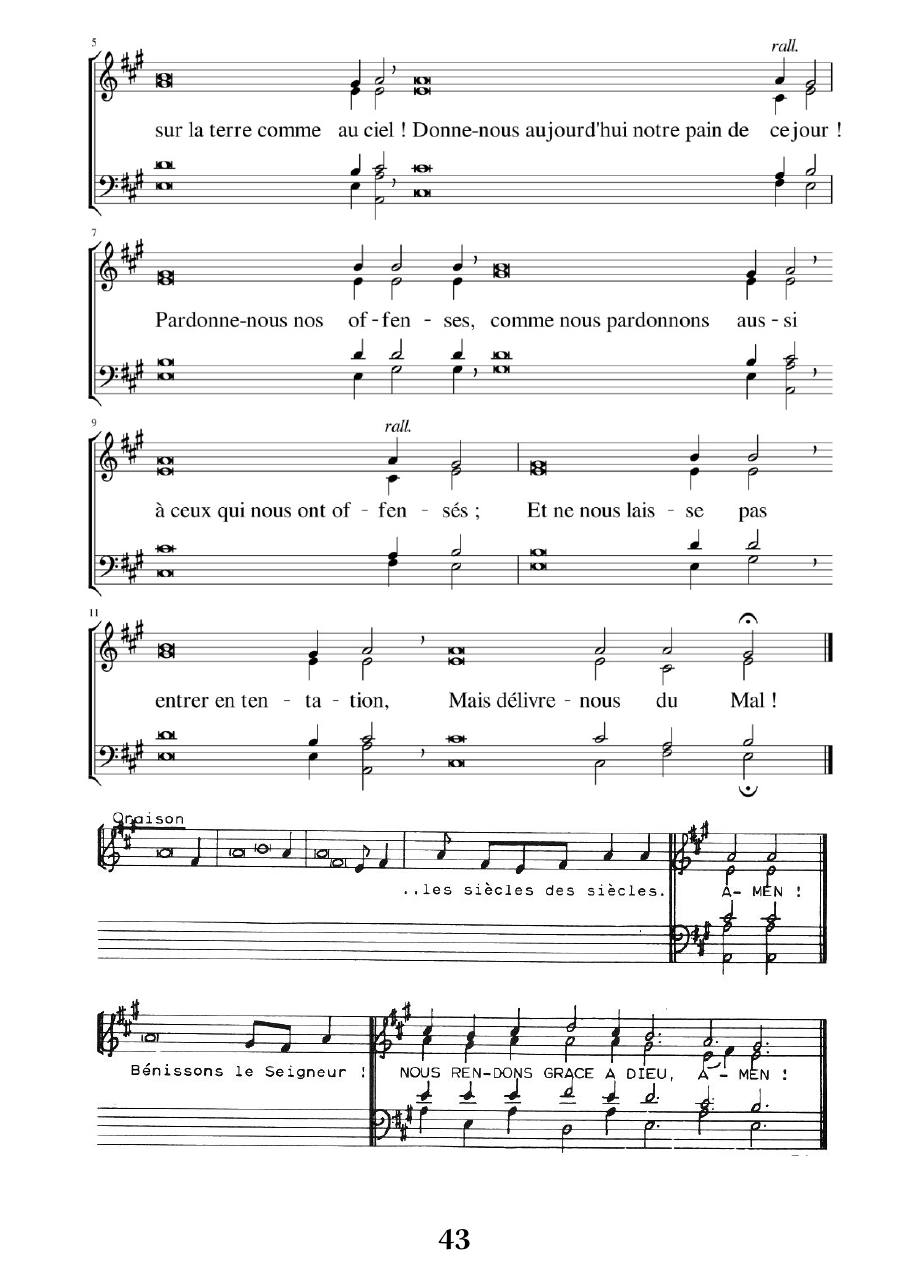 5
rall.
sur la terre comme au ciel ! Donne-nous aujourd'hui notre pain de ce jour !
7
Pardonne-nous nos of - fen - ses, comme nous pardonnons aus - si
9
rall.
à ceux qui nous ont of - fen - sés ; Et ne nous lais - se pas
11
entrer en ten - ta - tion, Mais délivre - nous du Mal !
Oraison
..les siècles des siècles. A- MEN !
Bénissons le Seigneur ! NOUS REN-DONS GRACE A DIEU, A - MEN !
43